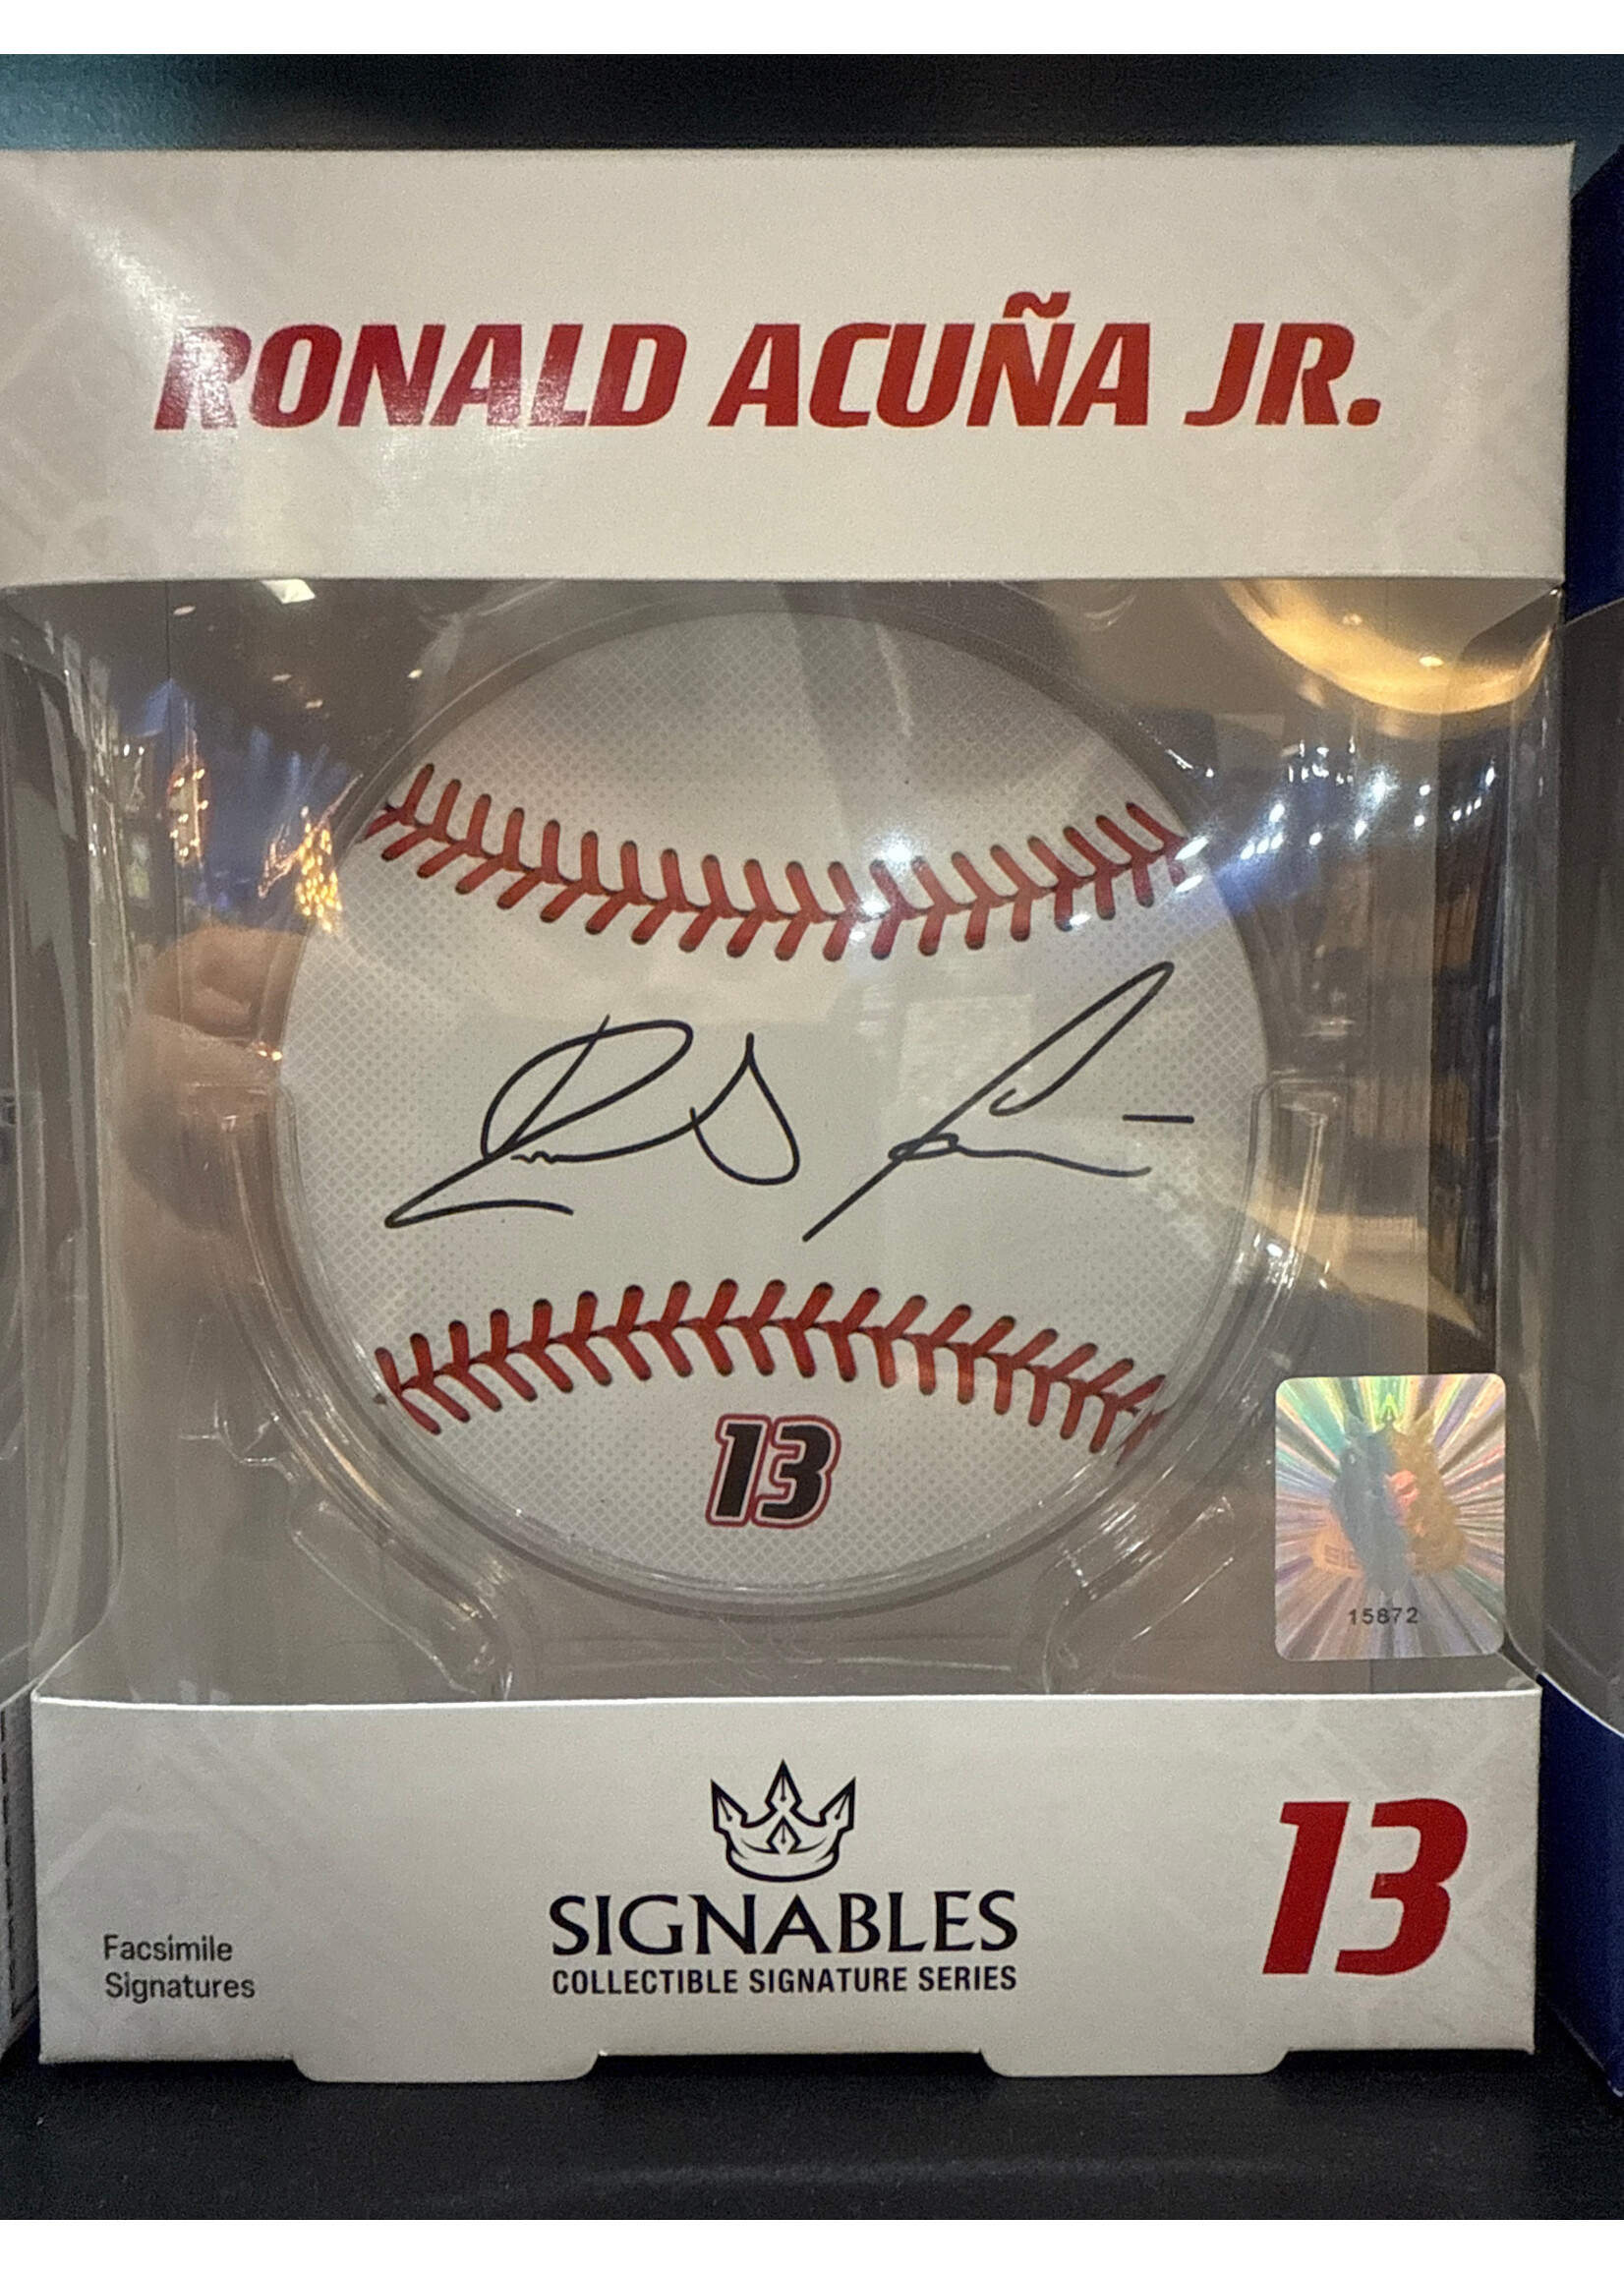 RONALD ACUÑA JR.
13
15872
Facsimile
Signatures
SIGNABLES
COLLECTIBLE SIGNATURE SERIES
13